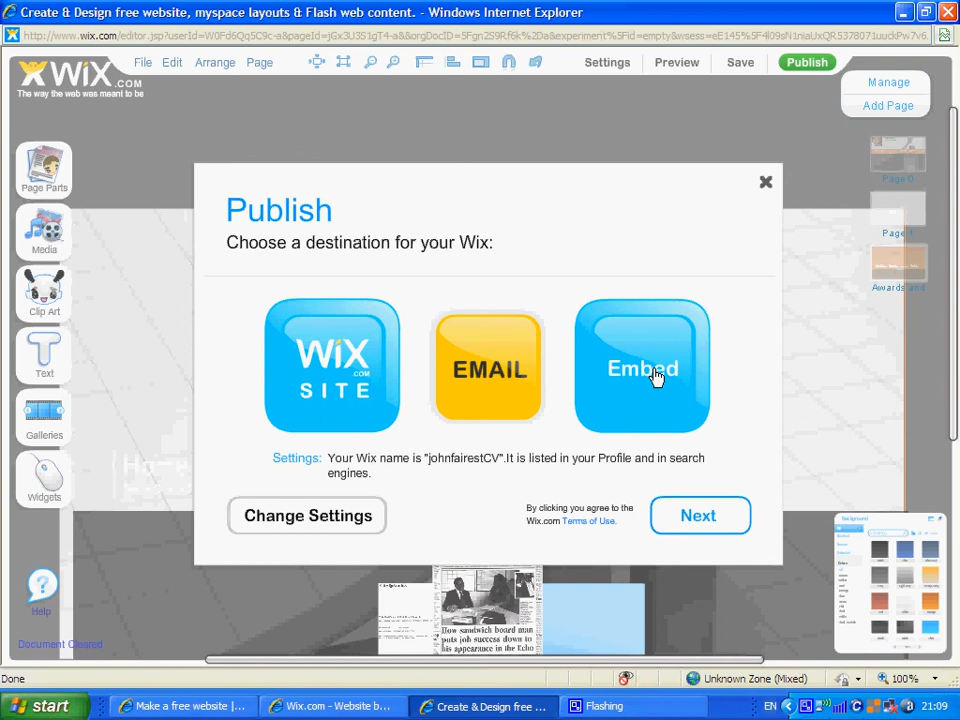 Create & Design free website, myspace layouts & Flash web content. - Windows Internet Explorer
WiX
.COM
The way the web was meant to be
File Edit Arrange Page
Settings Preview Save Publish
Manage
Add Page
Page 0
Page 1
Awards and
Page Parts
Media
Clip Art
Text
Galleries
Widgets
Help
Document Cleared
Publish
Choose a destination for your Wix:
WiX
.COM
SITE
EMAIL
Embed
Settings: Your Wix name is "johnfairestCV".It is listed in your Profile and in search
engines.
Change Settings
By clicking you agree to the
Wix.com Terms of Use.
Next
Home
Background
How sandwich board man
puts job success down to
his appearance in the Echo
Done
Unknown Zone (Mixed)
100%
start
Make a free website |...
Wix.com - Website b...
Create & Design free ...
Flashing
EN
21:09